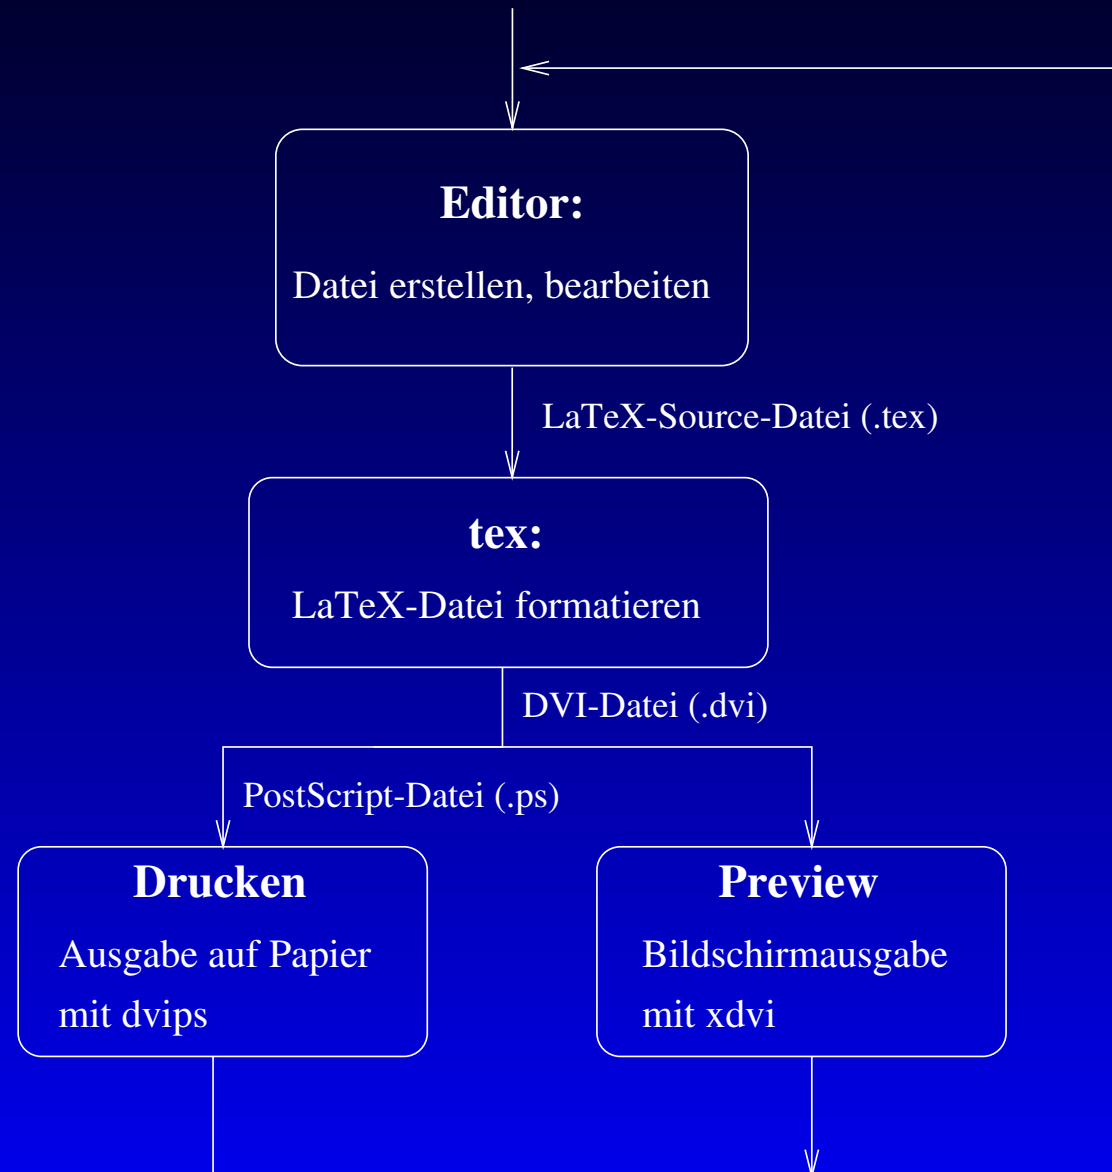 Editor:
Datei erstellen, bearbeiten
LaTeX-Source-Datei (.tex)
tex:
LaTeX-Datei formatieren
DVI-Datei (.dvi)
PostScript-Datei (.ps)
Drucken
Ausgabe auf Papier
mit dvips
Preview
Bildschirmausgabe
mit xdvi